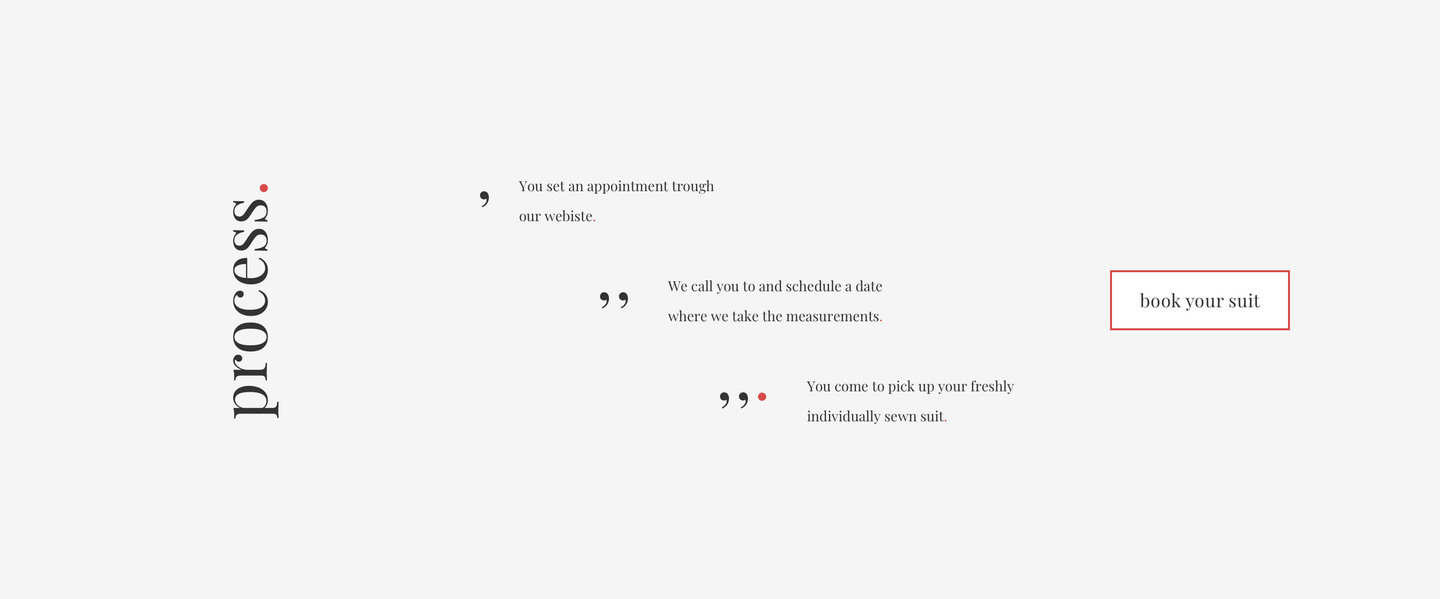 process.
, You set an appointment trough
our webiste.
,, We call you to and schedule a date
where we take the measurements.
,,. You come to pick up your freshly
individually sewn suit.
book your suit